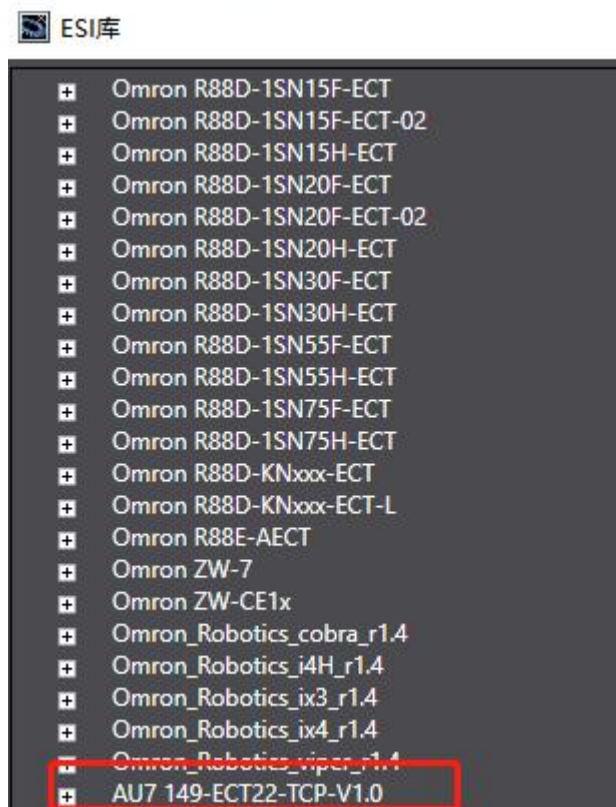 ESI库
Omron R88D-1SN15F-ECT
Omron R88D-1SN15F-ECT-02
Omron R88D-1SN15H-ECT
Omron R88D-1SN20F-ECT
Omron R88D-1SN20F-ECT-02
Omron R88D-1SN20H-ECT
Omron R88D-1SN30F-ECT
Omron R88D-1SN30H-ECT
Omron R88D-1SN55F-ECT
Omron R88D-1SN55H-ECT
Omron R88D-1SN75F-ECT
Omron R88D-1SN75H-ECT
Omron R88D-KNxxx-ECT
Omron R88D-KNxxx-ECT-L
Omron R88E-AECT
Omron ZW-7
Omron ZW-CE1x
Omron_Robotics_cobra_r1.4
Omron_Robotics_i4H_r1.4
Omron_Robotics_ix3_r1.4
Omron_Robotics_ix4_r1.4
Omron_Robotics_viper_r1.4
AU7 149-ECT22-TCP-V1.0